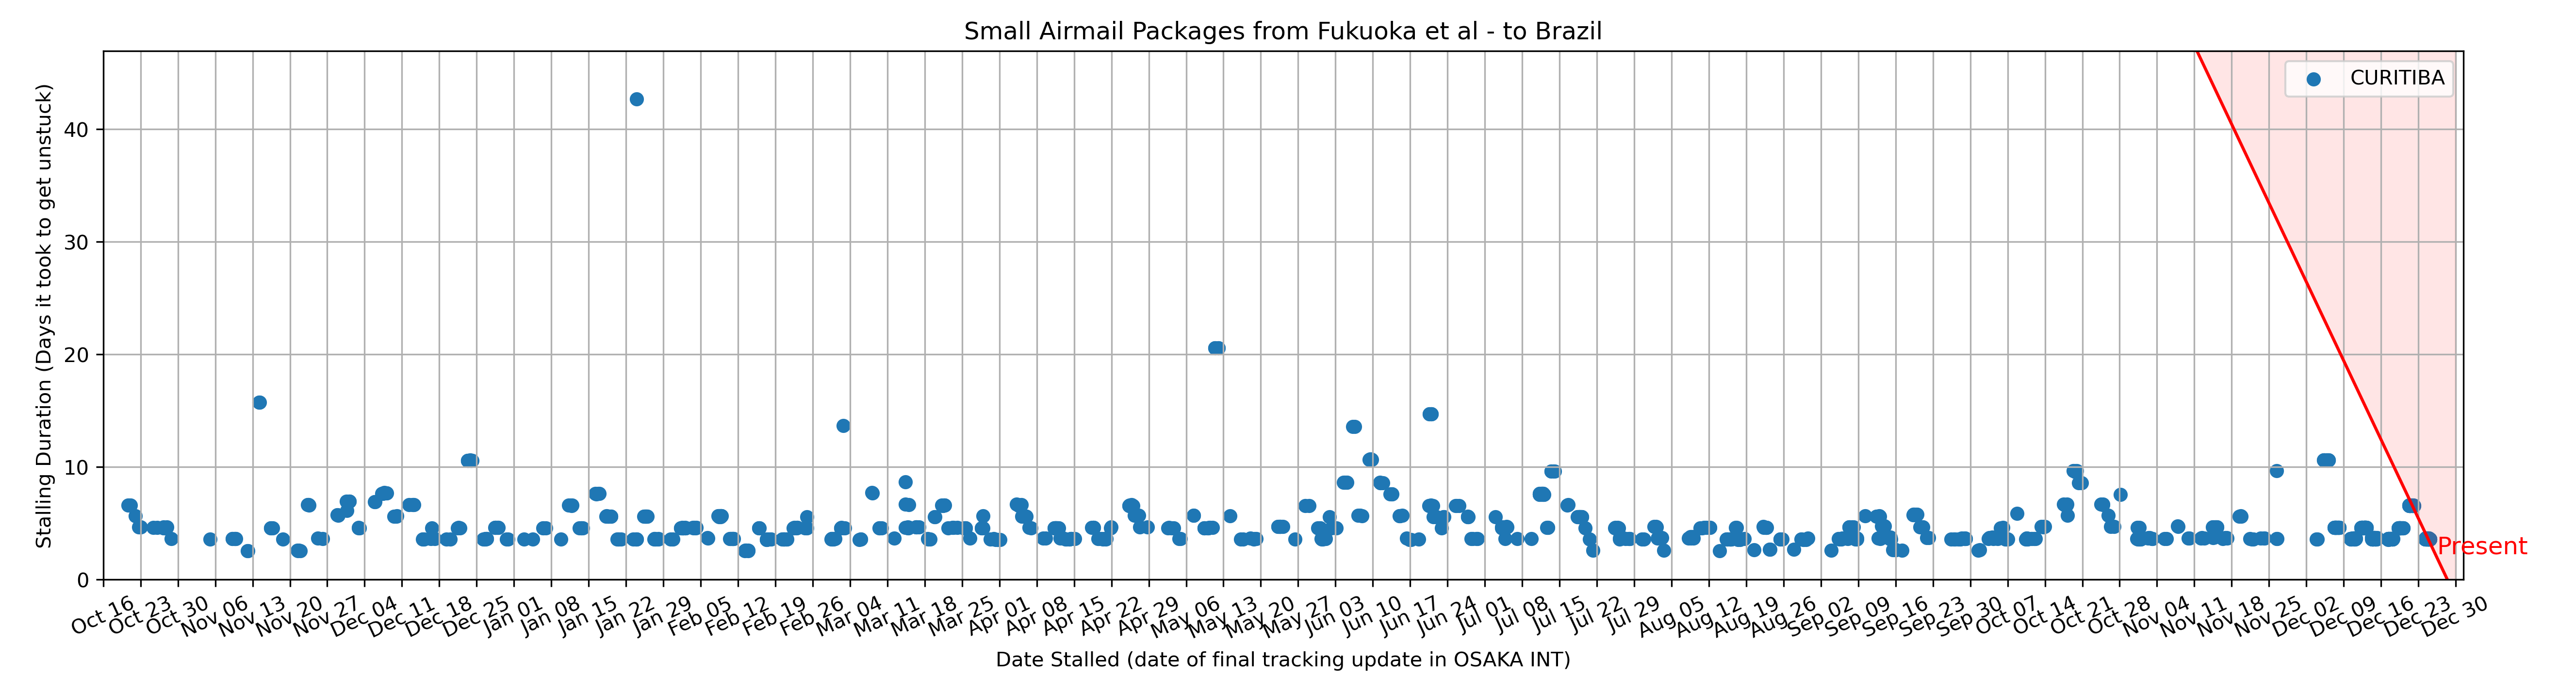 Small Airmail Packages from Fukuoka et al - to Brazil
CURITIBA
Stalling Duration (Days it took to get unstuck)
40
30
20
10
0
Present
Oct 16
Oct 23
Oct 30
Nov 06
Nov 13
Nov 20
Nov 27
Dec 04
Dec 11
Dec 18
Dec 25
Jan 01
Jan 08
Jan 15
Jan 22
Jan 29
Feb 05
Feb 12
Feb 19
Feb 26
Mar 04
Mar 11
Mar 18
Mar 25
Apr 01
Apr 08
Apr 15
Apr 22
Apr 29
May 06
May 13
May 20
May 27
Jun 03
Jun 10
Jun 17
Jun 24
Jul 01
Jul 08
Jul 15
Jul 22
Jul 29
Aug 05
Aug 12
Aug 19
Aug 26
Sep 02
Sep 09
Sep 16
Sep 23
Sep 30
Oct 07
Oct 14
Oct 21
Oct 28
Nov 04
Nov 11
Nov 18
Nov 25
Dec 02
Dec 09
Dec 16
Dec 23
Dec 30
Date Stalled (date of final tracking update in OSAKA INT)